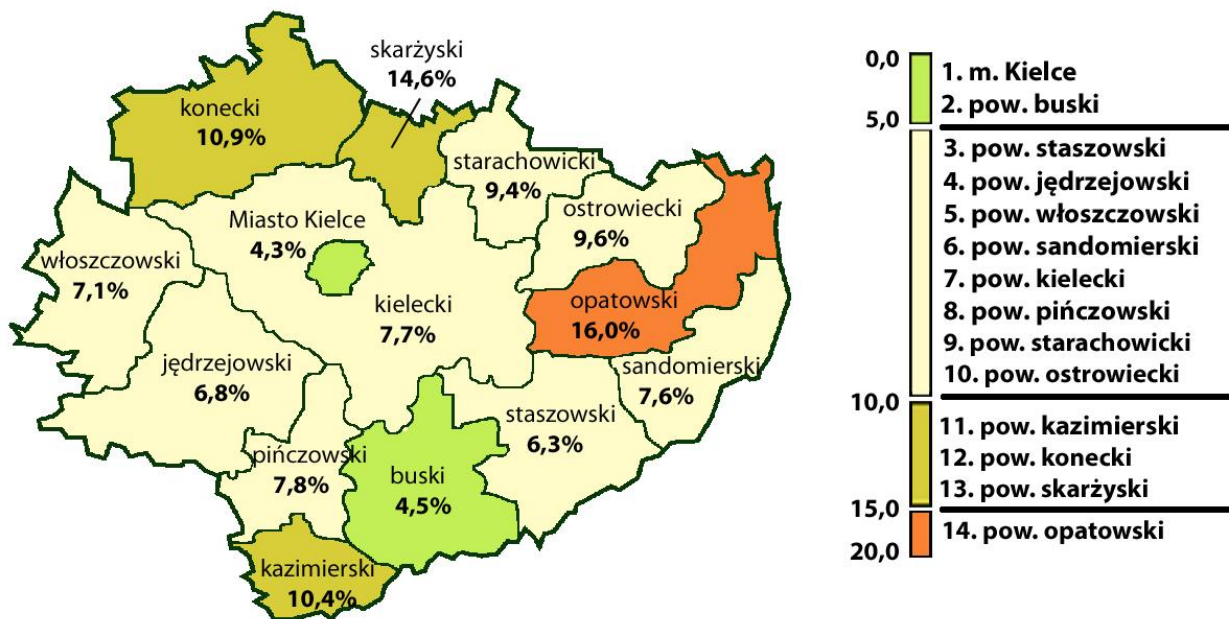 skarżyski
14,6%
konecki
10,9%
starachowicki
9,4%
Miasto Kielce
4,3%
ostrowiecki
9,6%
włoszczowski
7,1%
kielecki
7,7%
opatowski
16,0%
jędrzejowski
6,8%
sandomierski
7,6%
staszowski
6,3%
pińczowski
7,8%
buski
4,5%
kazimierski
10,4%
0,0
1. m. Kielce
2. pow. buski
5,0
3. pow. staszowski
4. pow. jędrzejowski
5. pow. włoszczowski
6. pow. sandomierski
7. pow. kielecki
8. pow. pińczowski
9. pow. starachowicki
10. pow. ostrowiecki
10,0
11. pow. kazimierski
12. pow. konecki
13. pow. skarżyski
15,0
14. pow. opatowski
20,0